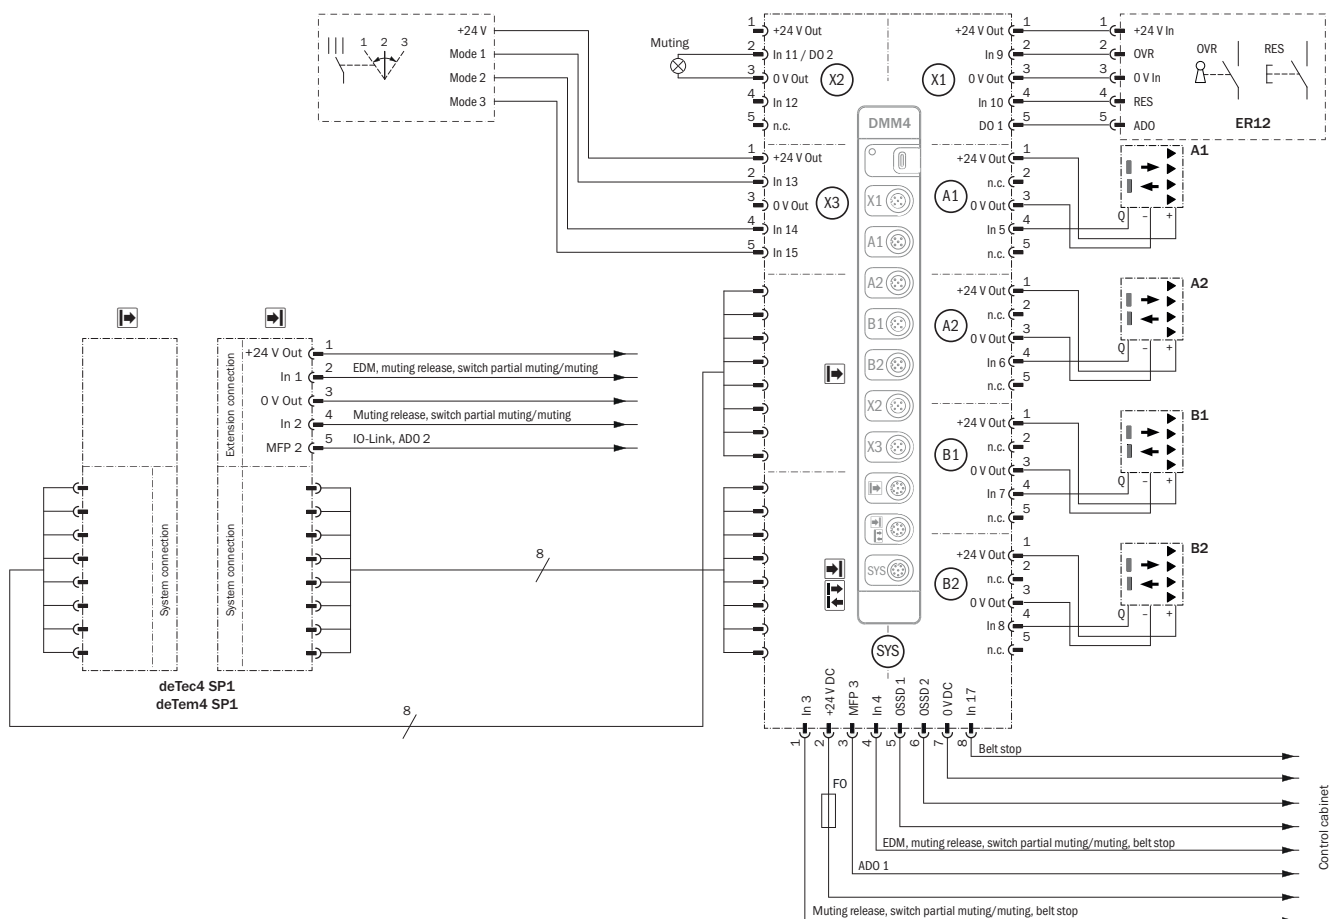 +24 V
Mode 1
Mode 2
Mode 3
1 2 3
Muting
1 +24 V Out
2 In 11 / DO 2
3 0 V Out
4 In 12
5 n.c.
X2
1 +24 V Out
2 In 13
3 0 V Out
4 In 14
5 In 15
X3
DMM4
X1
A1
A2
B1
B2
X2
X3
SYS
SYS
+24 V Out 1
In 9 2
0 V Out 3
In 10 4
DO 1 5
X1
1 +24 V In
2 OVR
3 0 V In
4 RES
5 ADO
OVR
RES
ER12
+24 V Out 1
n.c. 2
0 V Out 3
In 5 4
n.c. 5
A1
A1
Q – +
+24 V Out 1
n.c. 2
0 V Out 3
In 6 4
n.c. 5
A2
A2
Q – +
+24 V Out 1
n.c. 2
0 V Out 3
In 7 4
n.c. 5
B1
B1
Q – +
+24 V Out 1
n.c. 2
0 V Out 3
In 8 4
n.c. 5
B2
B2
Q – +
Extension connection
+24 V Out 1
In 1 2 EDM, muting release, switch partial muting/muting
0 V Out 3
In 2 4 Muting release, switch partial muting/muting
MFP 2 5 IO-Link, ADO 2
System connection
System connection
8
8
deTec4 SP1
deTem4 SP1
In 3
+24 V DC
MFP 3
In 4
OSSD 1
OSSD 2
0 V DC
In 17
1 2 3 4 5 6 7 8
Belt stop
F0
EDM, muting release, switch partial muting/muting, belt stop
ADO 1
Muting release, switch partial muting/muting, belt stop
Control cabinet